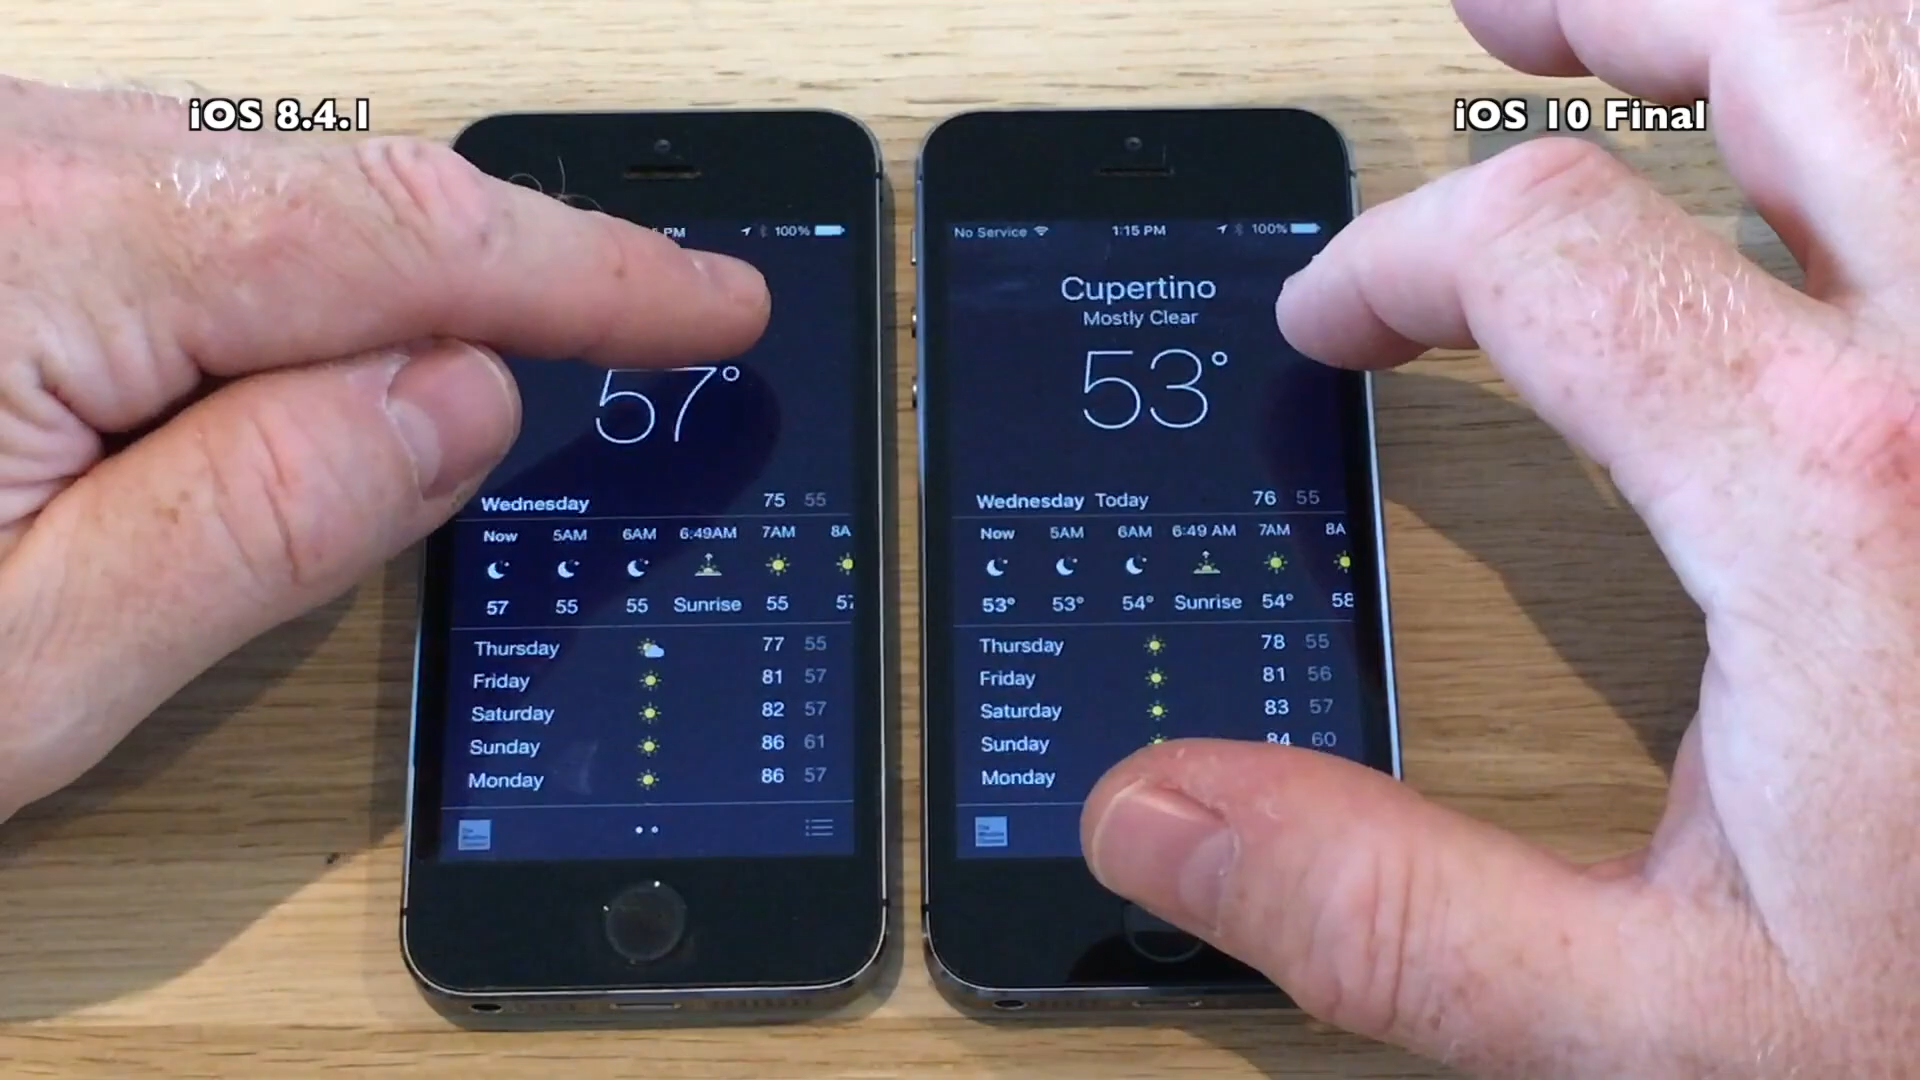 iOS 8.4.1
iOS 10 Final
PM 100%
57°
Wednesday 75 55
Now 5AM 6AM 6:49AM 7AM 8A
57 55 55 Sunrise 55 57
Thursday 77 55
Friday 81 57
Saturday 82 57
Sunday 86 61
Monday 86 57
No Service 1:15 PM 100%
Cupertino
Mostly Clear
53°
Wednesday Today 76 55
Now 5AM 6AM 6:49 AM 7AM 8A
53° 53° 54° Sunrise 54° 58
Thursday 78 55
Friday 81 56
Saturday 83 57
Sunday 84 60
Monday